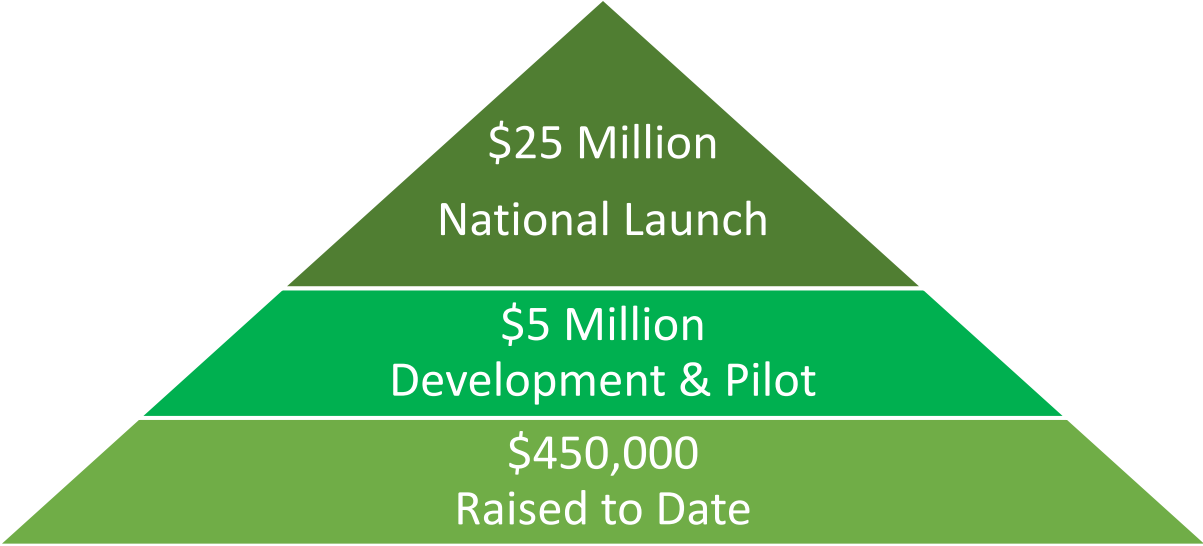 $25 Million
National Launch
$5 Million
Development & Pilot
$450,000
Raised to Date